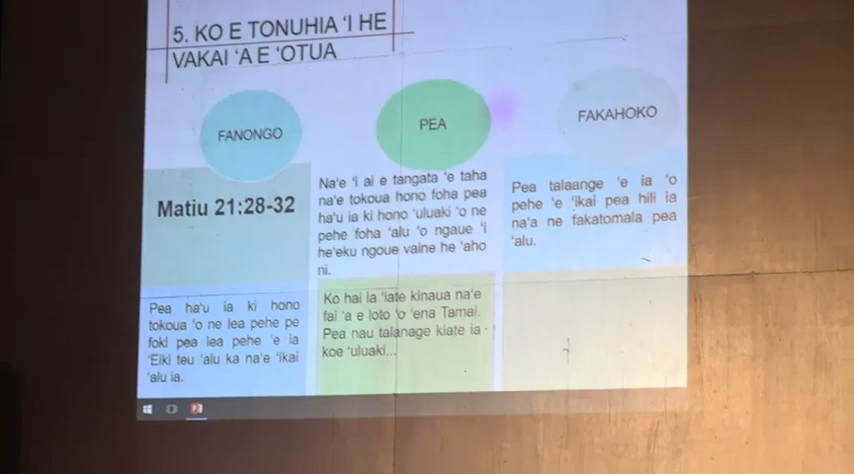 5. KO E TONUHIA 'I HE
VAKAI 'A E 'OTUA
FANONGO
PEA
FAKAHOKO
Matiu 21:28-32
Na'e 'i ai e tangata 'e taha
na'e tokoua hono foha pea
ha'u ia ki hono 'uluaki 'o ne
pehe foha 'alu 'o ngaue 'i
he'eku ngoue vaine he 'aho
ni.
Pea talaange 'e ia 'o
pehe 'e 'ikai pea hili ia
na'a ne fakatomala pea
'alu.
Pea ha'u ia ki hono
tokoua 'o ne lea pehe pe
foki pea lea pehe 'e ia
'Eiki teu 'alu ka na'e 'ikai
'alu ia.
Ko hai ia 'iate kinaua na'e
fai 'a e loto 'o 'ena Tamai.
Pea nau talanage kiate ia
koe 'uluaki...